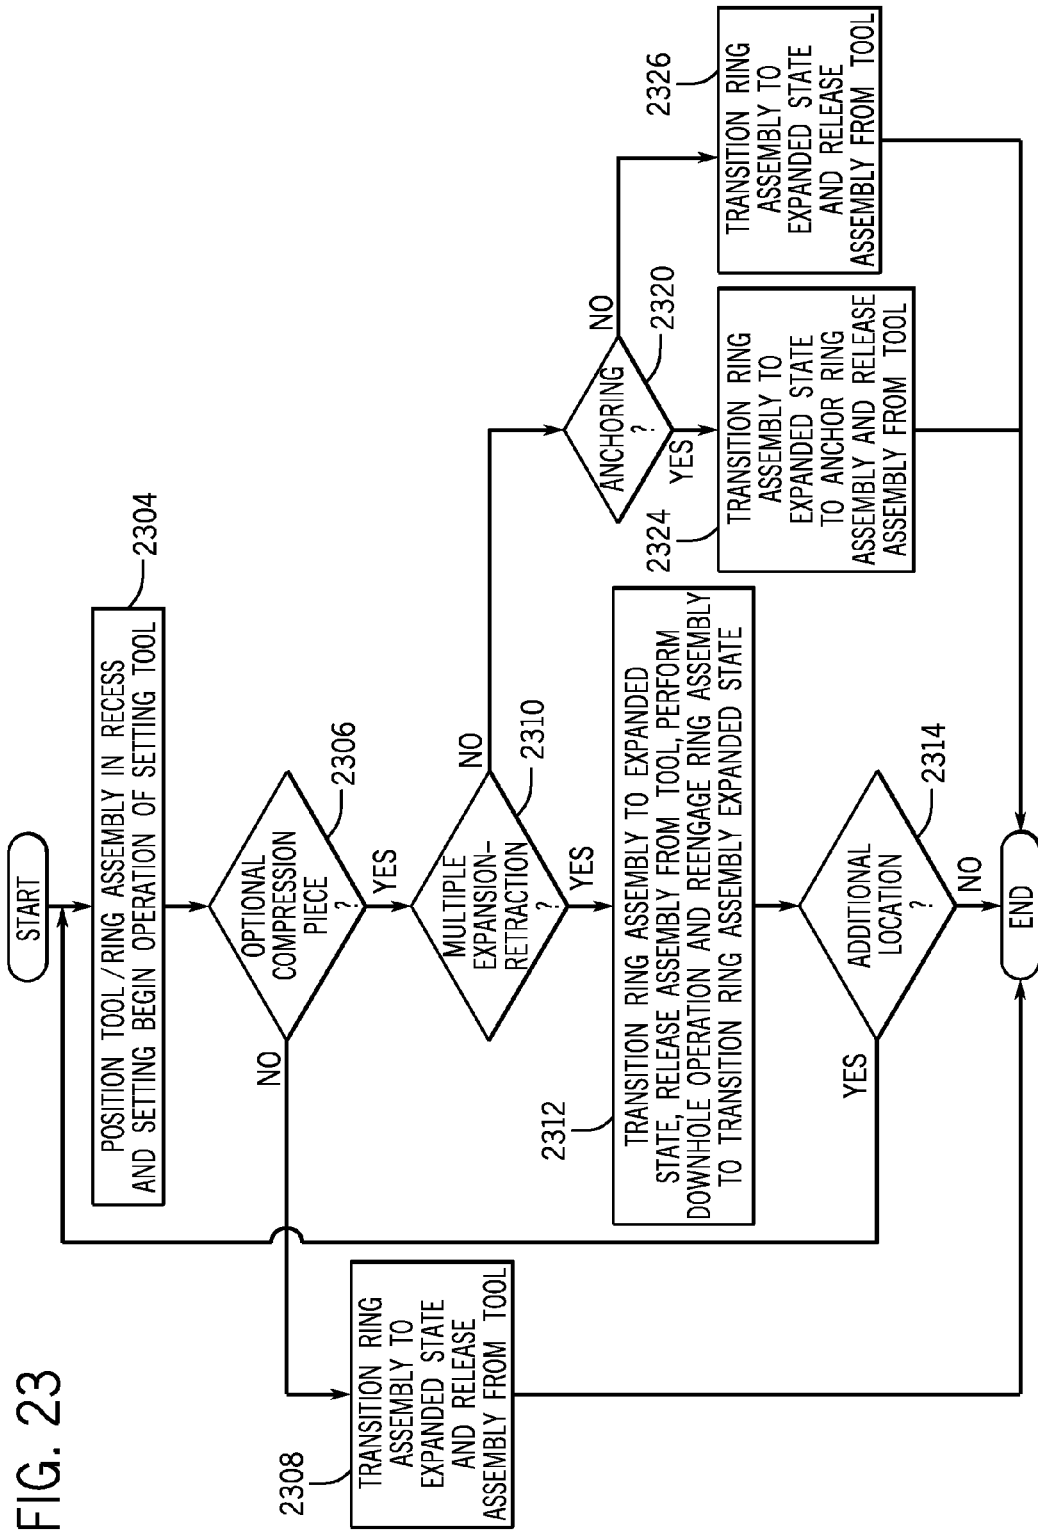 FIG. 23
START
POSITION TOOL/RING ASSEMBLY IN RECESS
AND SETTING BEGIN OPERATION OF SETTING TOOL
2304
OPTIONAL
COMPRESSION
PIECE
?
2306
NO
YES
2308
TRANSITION RING
ASSEMBLY TO
EXPANDED STATE
AND RELEASE
ASSEMBLY FROM TOOL
MULTIPLE
EXPANSION-
RETRACTION
?
2310
NO
YES
2312
TRANSITION RING ASSEMBLY TO EXPANDED
STATE, RELEASE ASSEMBLY FROM TOOL, PERFORM
DOWNHOLE OPERATION AND REENGAGE RING ASSEMBLY
TO TRANSITION RING ASSEMBLY EXPANDED STATE
ANCHORING
?
2320
NO
YES
2324
TRANSITION RING
ASSEMBLY TO
EXPANDED STATE
TO ANCHOR RING
ASSEMBLY AND RELEASE
ASSEMBLY FROM TOOL
2326
TRANSITION RING
ASSEMBLY TO
EXPANDED STATE
AND RELEASE
ASSEMBLY FROM TOOL
ADDITIONAL
LOCATION
?
2314
YES
NO
END